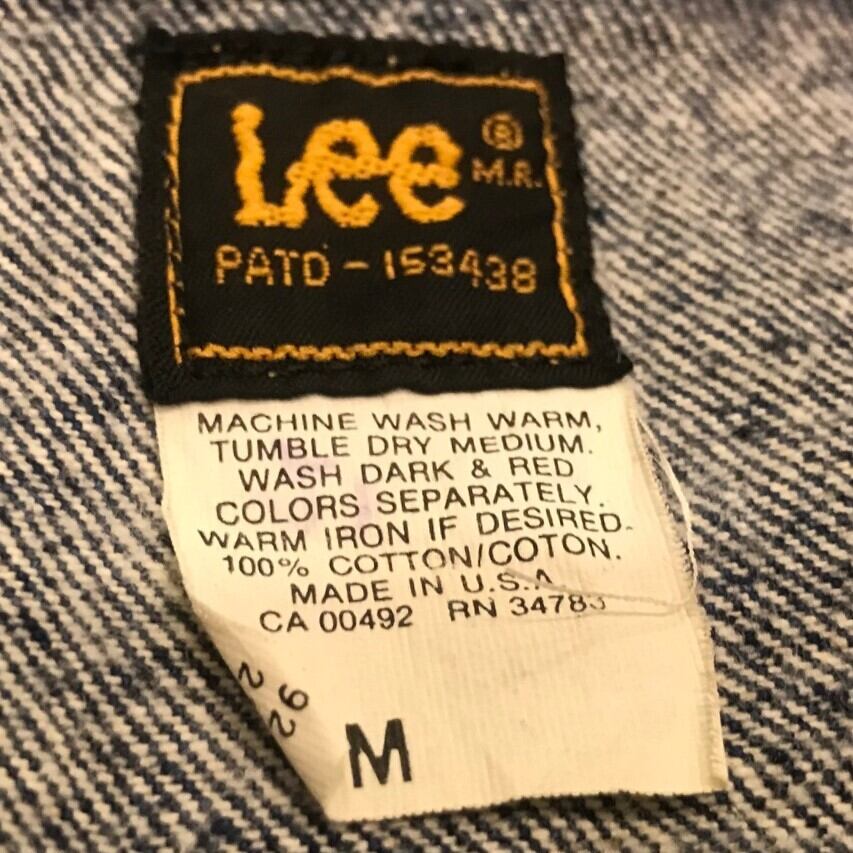 Lee ®
M.R.
PATD - 153438
MACHINE WASH WARM,
TUMBLE DRY MEDIUM.
WASH DARK & RED
COLORS SEPARATELY.
WARM IRON IF DESIRED.
100% COTTON/COTON.
MADE IN U.S.A
CA 00492 RN
M